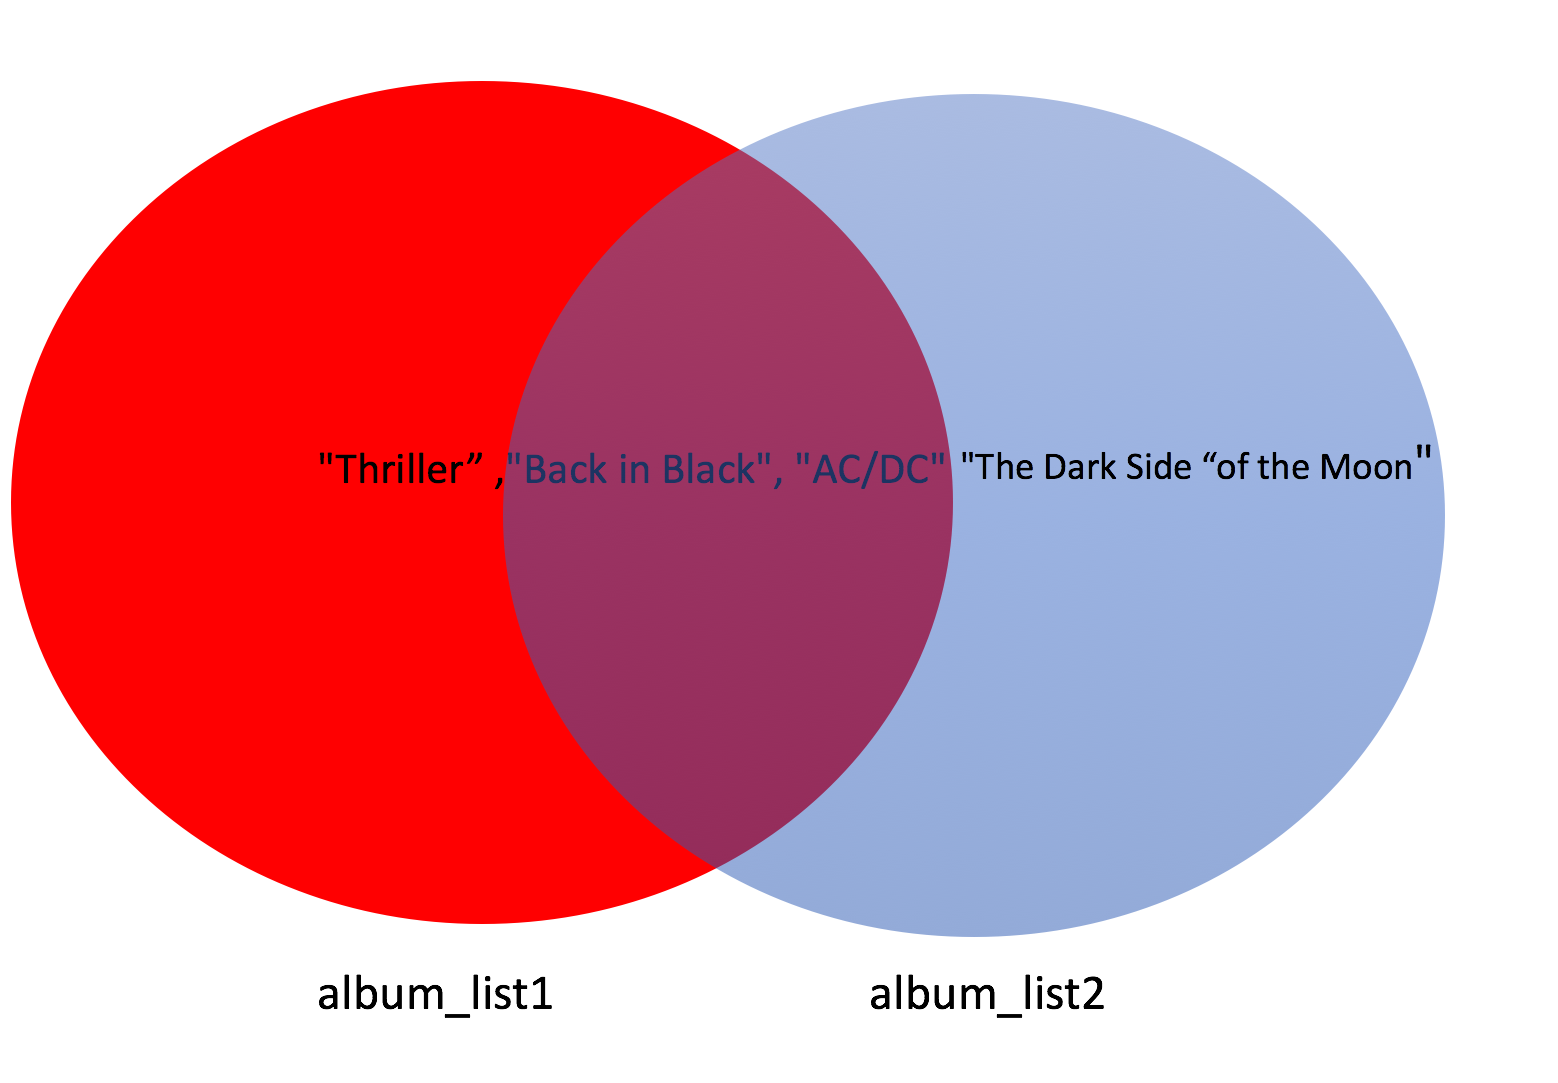 "Thriller” ,"Back in Black", "AC/DC" "The Dark Side “of the Moon"
album_list1 album_list2